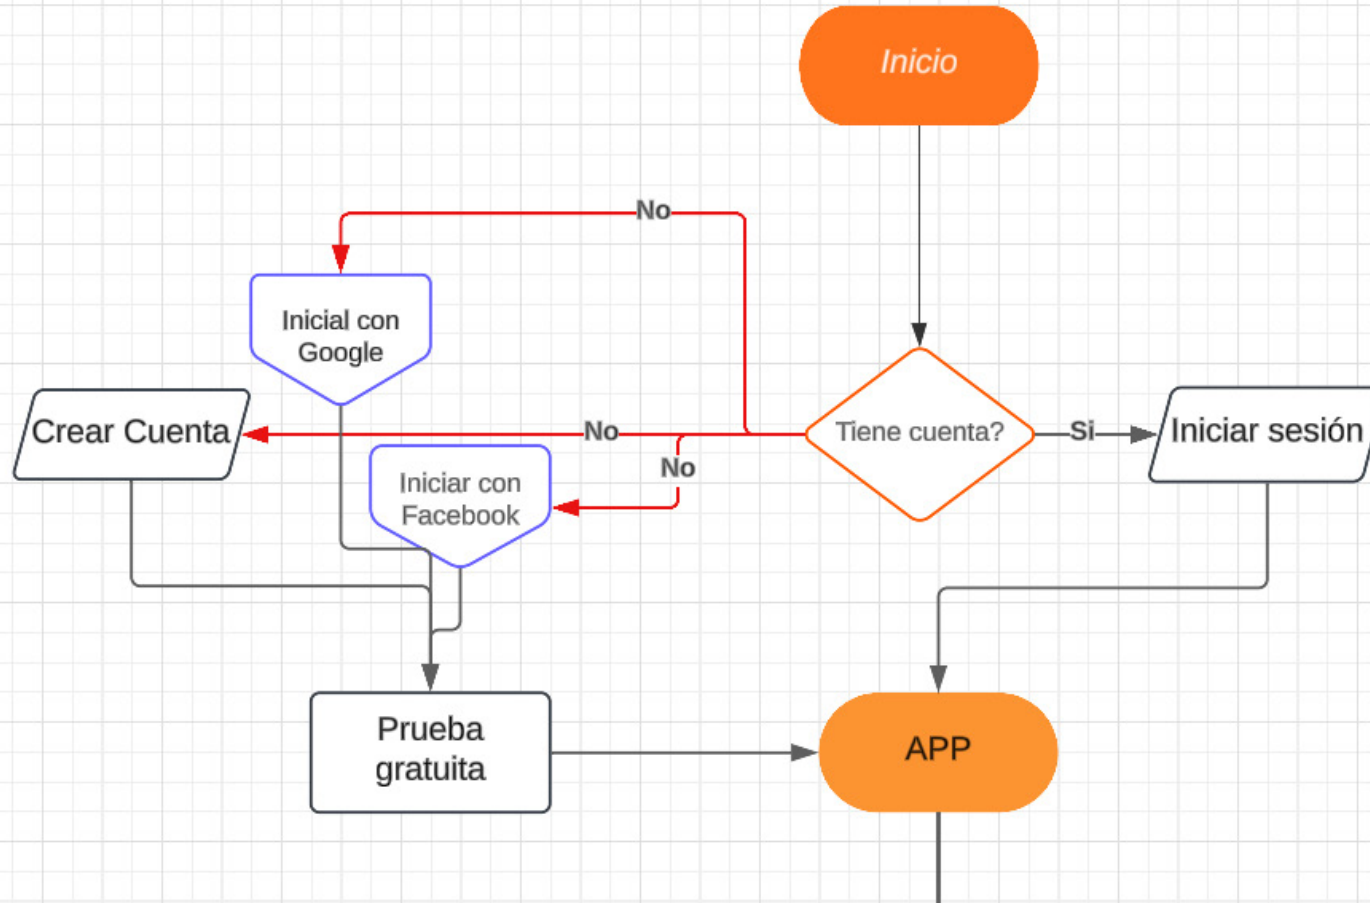 Inicio
No
Inicial con
Google
Crear Cuenta
No
Tiene cuenta?
Si
Iniciar sesión
No
Iniciar con
Facebook
Prueba
gratuita
APP